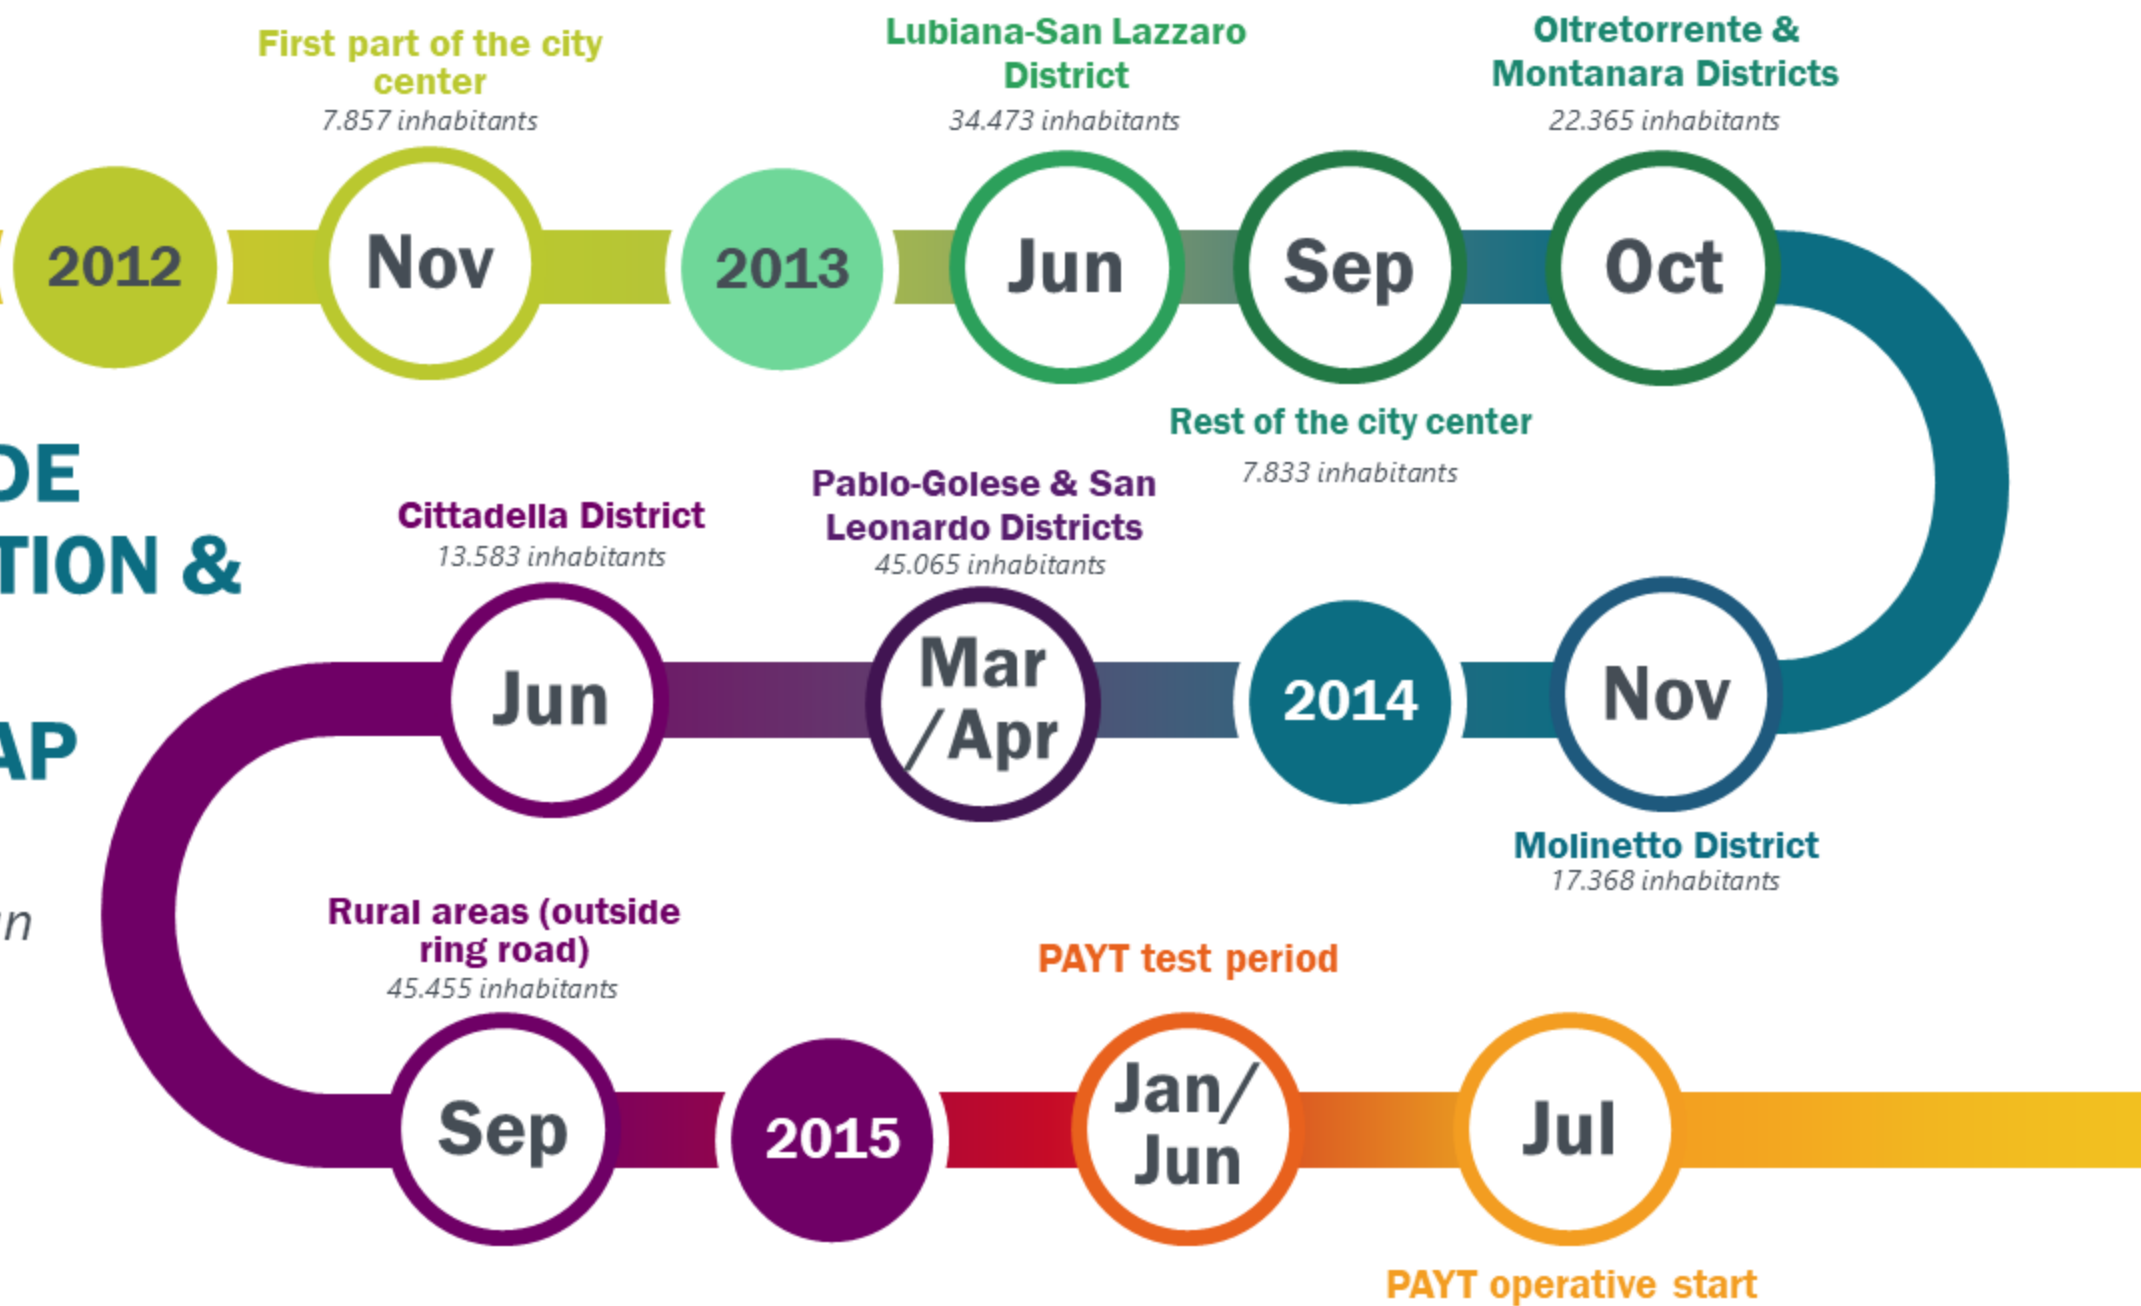 First part of the city
center
7.857 inhabitants
Lubiana-San Lazzaro
District
34.473 inhabitants
Oltretorrente &
Montanara Districts
22.365 inhabitants
2012
Nov
2013
Jun
Sep
Oct
Rest of the city center
7.833 inhabitants
DE
TION &
AP
Cittadella District
13.583 inhabitants
Pablo-Golese & San
Leonardo Districts
45.065 inhabitants
Jun
Mar
/Apr
2014
Nov
Molinetto District
17.368 inhabitants
Rural areas (outside
ring road)
45.455 inhabitants
PAYT test period
Sep
2015
Jan/
Jun
Jul
PAYT operative start